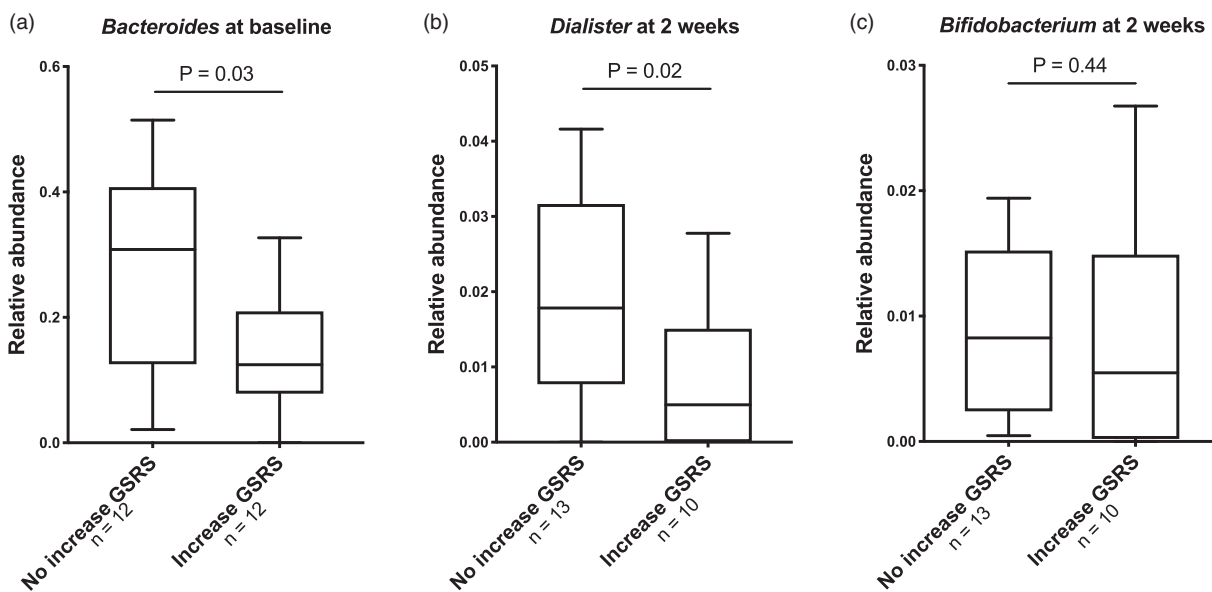 (a)
Bacteroides at baseline
P = 0.03
Relative abundance
0.6
0.4
0.2
0.0
No increase GSRS
n = 12
Increase GSRS
n = 12
(b)
Dialister at 2 weeks
P = 0.02
Relative abundance
0.05
0.04
0.03
0.02
0.01
0.00
No increase GSRS
n = 13
Increase GSRS
n = 10
(c)
Bifidobacterium at 2 weeks
P = 0.44
Relative abundance
0.03
0.02
0.01
0.00
No increase GSRS
n = 13
Increase GSRS
n = 10